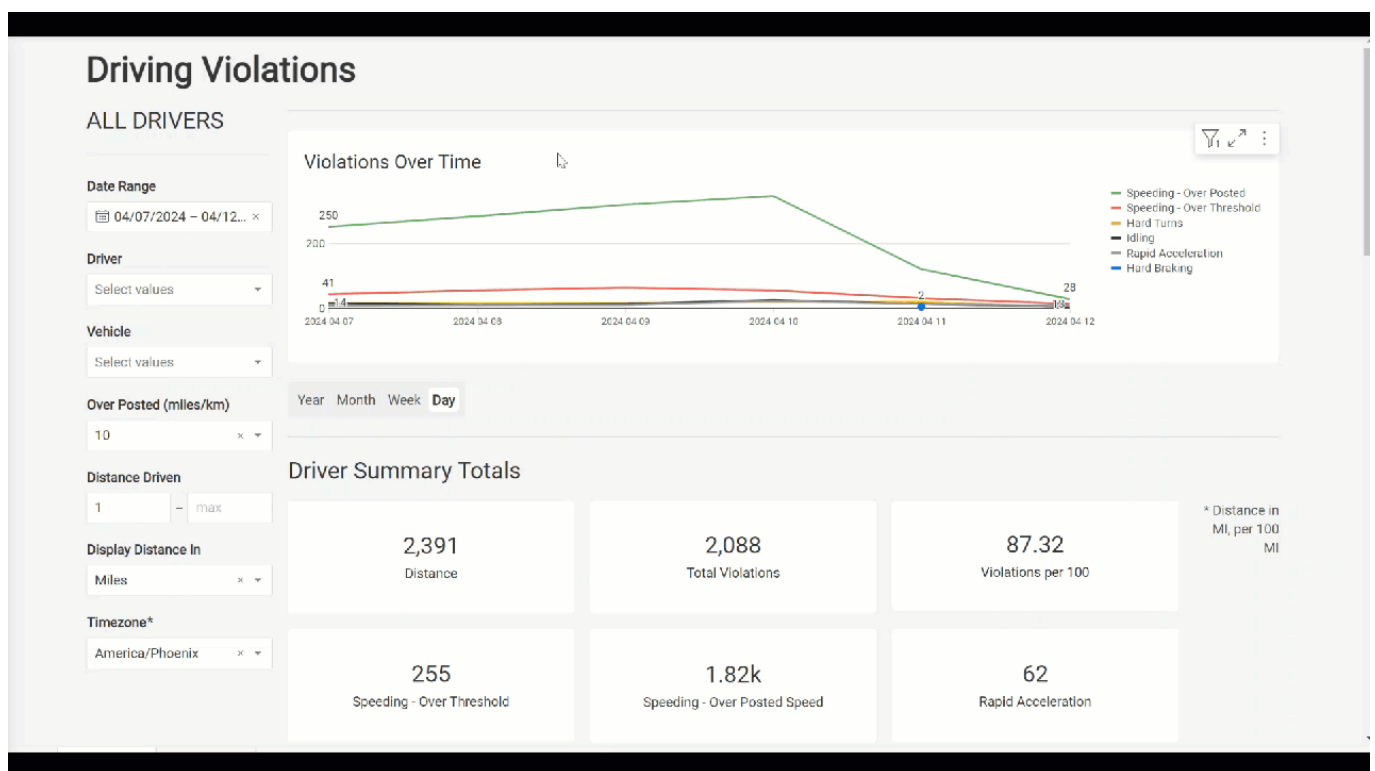 Driving Violations
ALL DRIVERS
Date Range
04/07/2024 – 04/12... ×
Driver
Select values
Vehicle
Select values
Over Posted (miles/km)
10 ×
Distance Driven
1 – max
Display Distance In
Miles ×
Timezone*
America/Phoenix ×
Violations Over Time
250
200
41
14
0
2
28
2024 04 07 2024 04 08 2024 04 09 2024 04 10 2024 04 11 2024 04 12
Speeding - Over Posted
Speeding - Over Threshold
Hard Turns
Idling
Rapid Acceleration
Hard Braking
Year Month Week Day
Driver Summary Totals
2,391
Distance
2,088
Total Violations
87.32
Violations per 100
* Distance in
MI, per 100
MI
255
Speeding - Over Threshold
1.82k
Speeding - Over Posted Speed
62
Rapid Acceleration